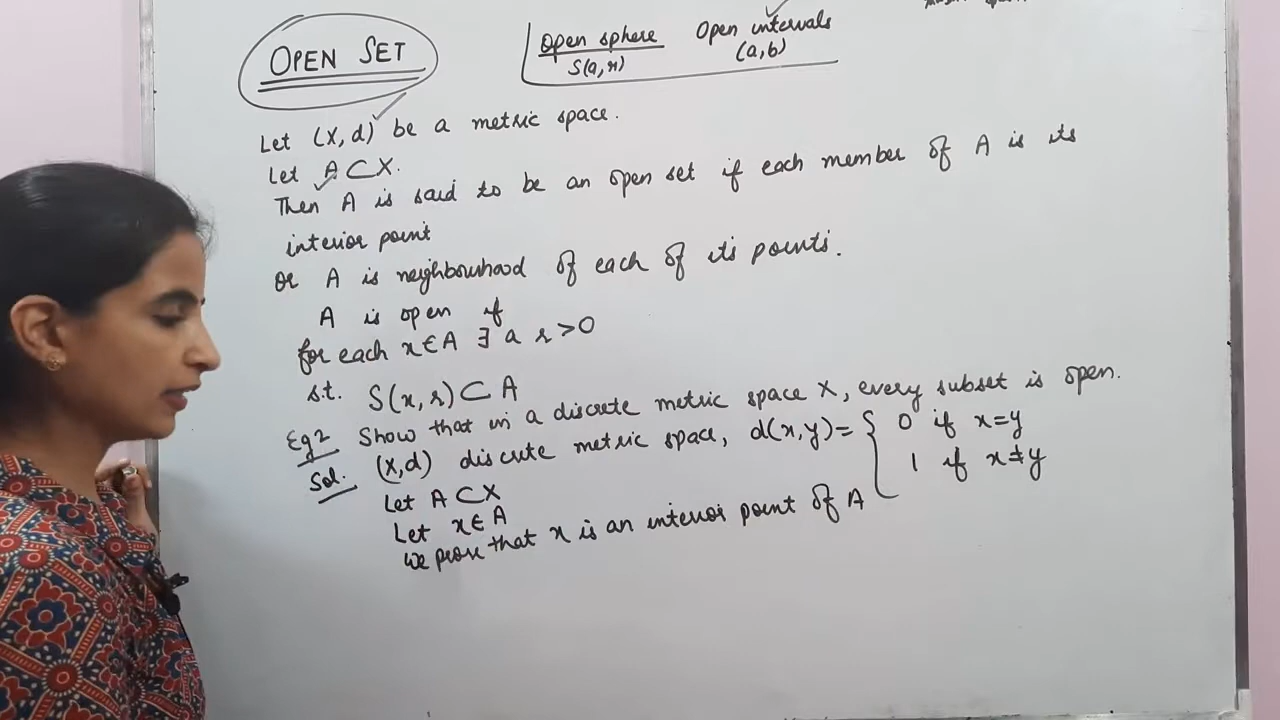 OPEN SET
Open sphere Open intervals
S(a,r) (a,b)
Let (X,d) be a metric space.
Let A⊂X.
Then A is said to be an open set if each member of A is its
interior point
or A is neighbourhood of each of its points.
A is open if
for each x∈A ∃ a r>0
s.t. S(x,r)⊂A
Eg2 Show that in a discrete metric space X, every subset is open.
Sol. (X,d) discrete metric space, d(x,y)= { 0 if x=y
1 if x≠y
Let A⊂X
Let x∈A
We prove that x is an interior point of A